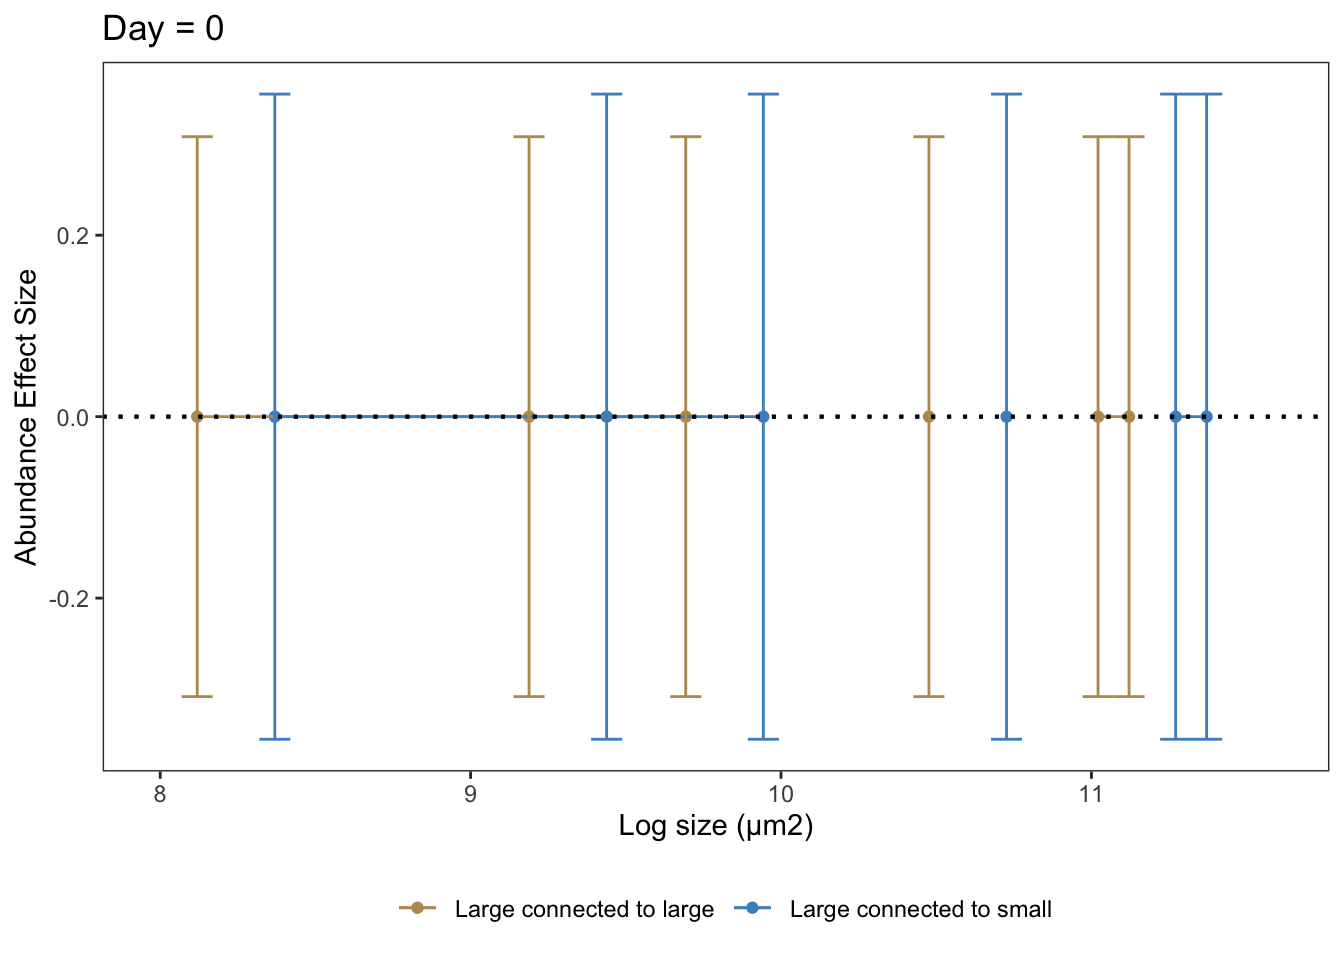 Day = 0
Abundance Effect Size
0.2
0.0
-0.2
8 9 10 11
Log size (µm2)
Large connected to large Large connected to small